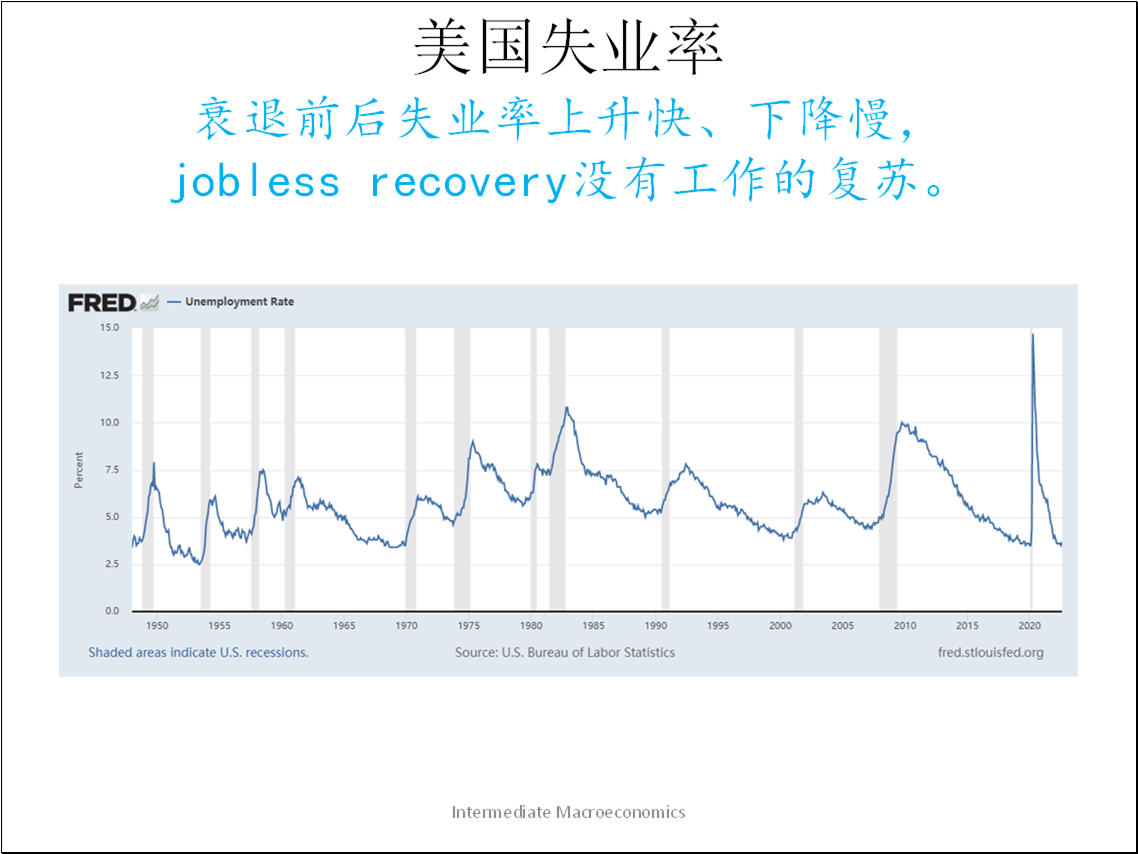 美国失业率
衰退前后失业率上升快、下降慢，
jobless recovery没有工作的复苏。
FRED Unemployment Rate
15.0
12.5
10.0
7.5
5.0
2.5
0.0
Percent
1950 1955 1960 1965 1970 1975 1980 1985 1990 1995 2000 2005 2010 2015 2020
Shaded areas indicate U.S. recessions. Source: U.S. Bureau of Labor Statistics fred.stlouisfed.org
Intermediate Macroeconomics